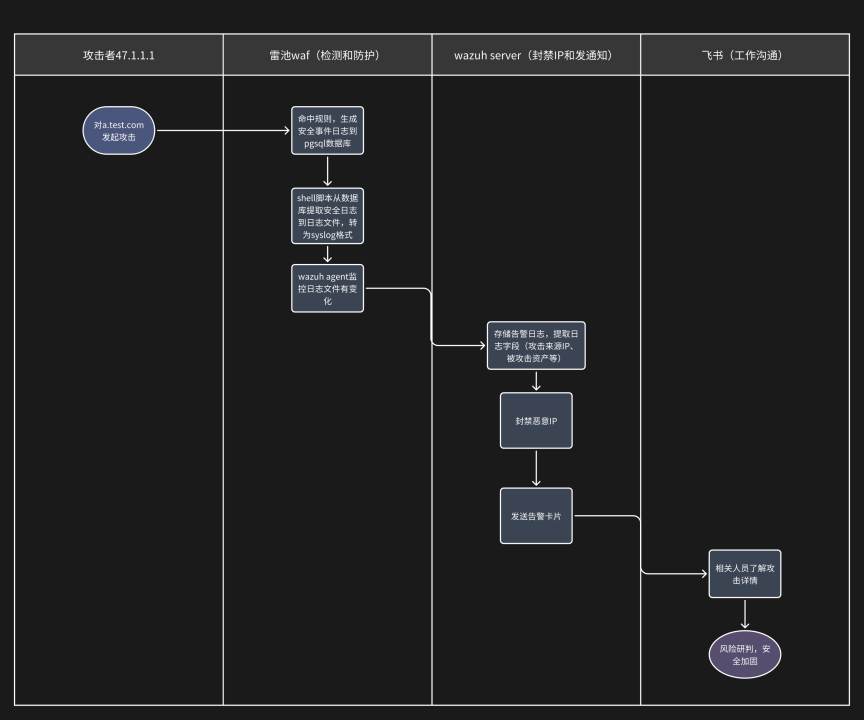 攻击者47.1.1.1
雷池waf（检测和防护）
wazuh server（封禁IP和发通知）
飞书（工作沟通）
对a.test.com
发起攻击
命中规则，生成
安全事件日志到
pgsql数据库
shell脚本从数据
库提取安全日志
到日志文件，转
为syslog格式
wazuh agent监
控日志文件有变
化
存储告警日志，提取日
志字段（攻击来源IP、
被攻击资产等）
封禁恶意IP
发送告警卡片
相关人员了解攻
击详情
风险研判，安
全加固